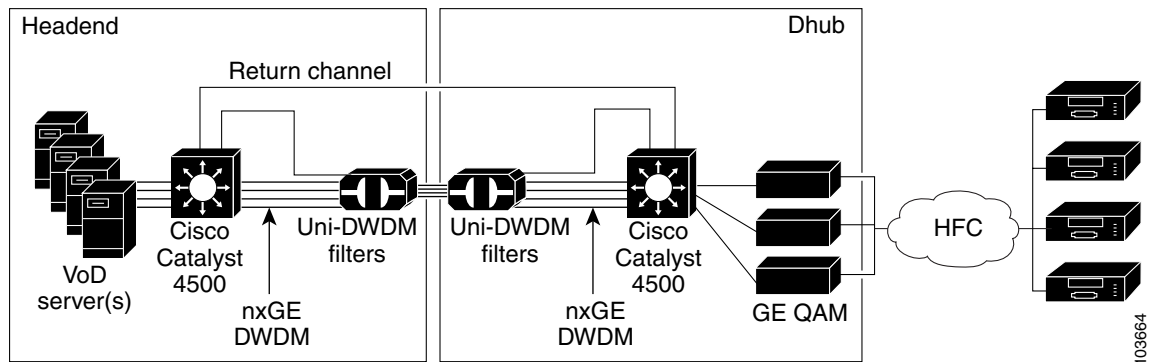 Headend
Dhub
Return channel
VoD
server(s)
Cisco
Catalyst
4500
nxGE
DWDM
Uni-DWDM
filters
Uni-DWDM
filters
nxGE
DWDM
Cisco
Catalyst
4500
GE QAM
HFC
103664